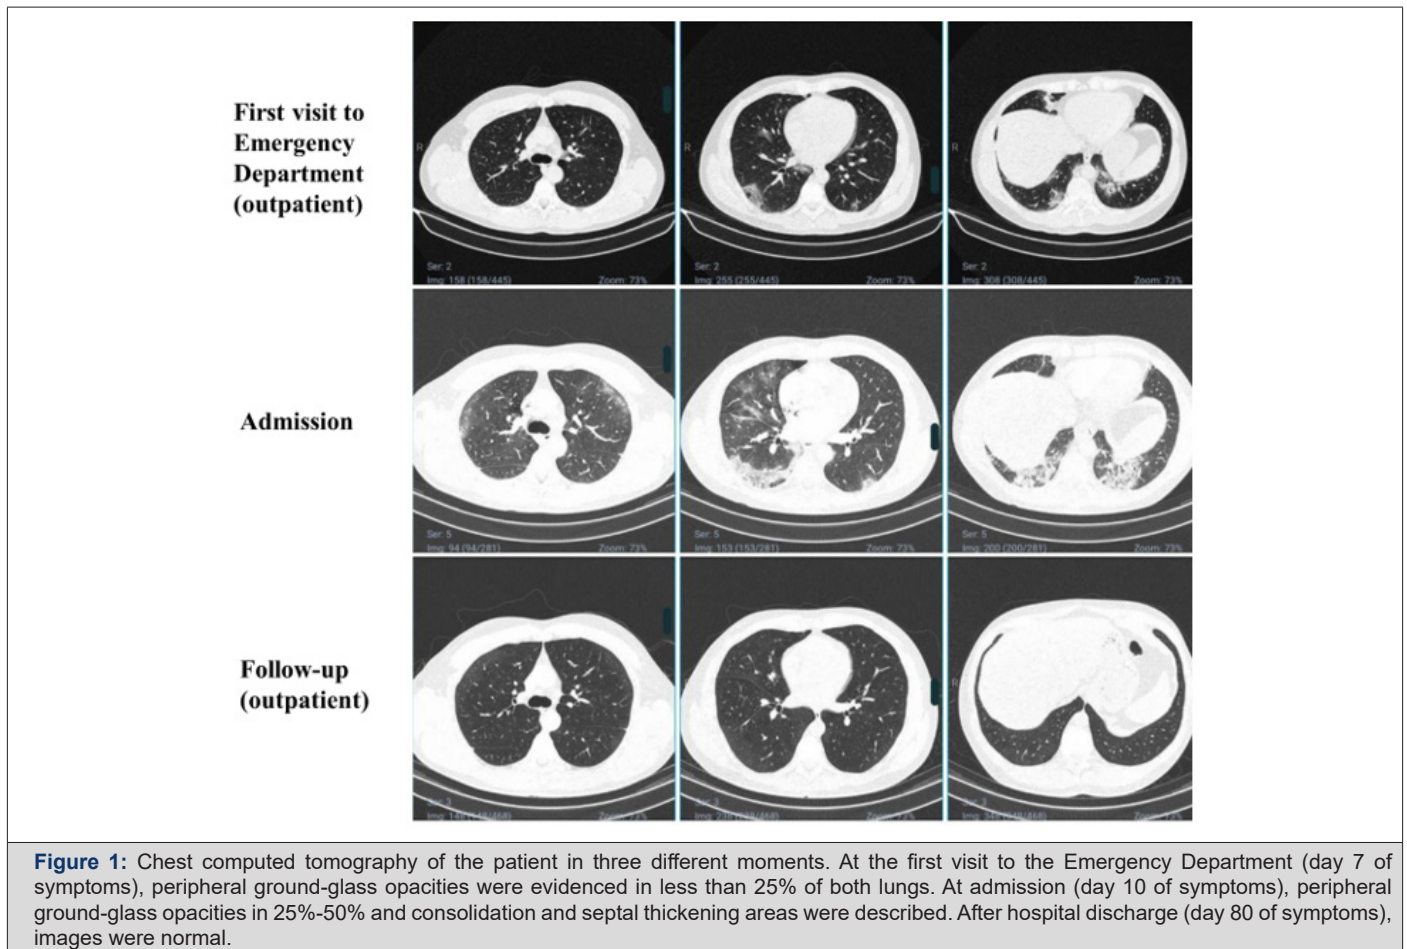 First visit to
Emergency
Department
(outpatient)
R
R
Ser: 2
Img: 158 (158/445)
Zoom: 73%
Ser: 2
Img: 255 (255/445)
Zoom: 73%
Ser: 2
Img: 308 (308/445)
Zoom: 73%
Admission
Ser: 5
Img: 94 (94/281)
Zoom: 73%
Ser: 5
Img: 153 (153/281)
Zoom: 73%
Ser: 5
Img: 200 (200/281)
Zoom: 73%
Follow-up
(outpatient)
R
Figure 1: Chest computed tomography of the patient in three different moments. At the first visit to the Emergency Department (day 7 of
symptoms), peripheral ground-glass opacities were evidenced in less than 25% of both lungs. At admission (day 10 of symptoms), peripheral
ground-glass opacities in 25%-50% and consolidation and septal thickening areas were described. After hospital discharge (day 80 of symptoms),
images were normal.